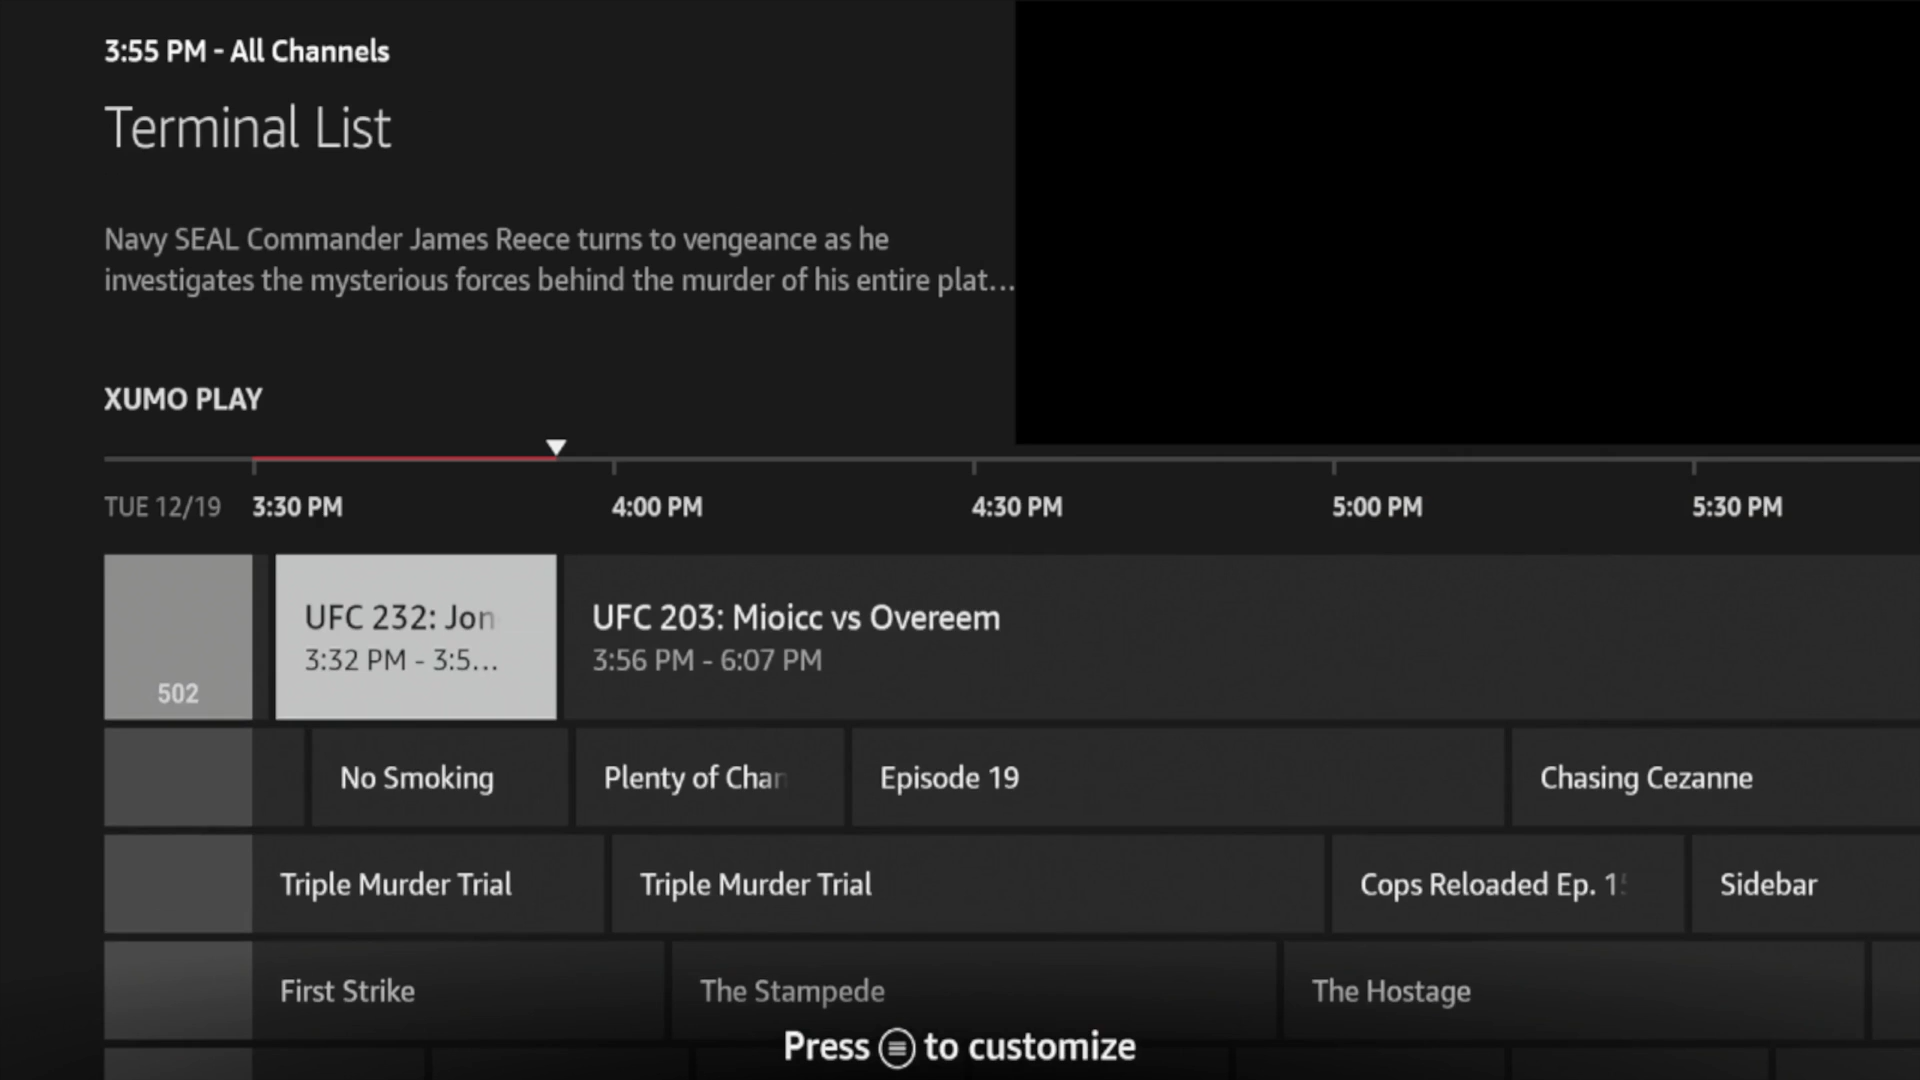 3:55 PM - All Channels
Terminal List
Navy SEAL Commander James Reece turns to vengeance as he
investigates the mysterious forces behind the murder of his entire plat…
XUMO PLAY
TUE 12/19 3:30 PM 4:00 PM 4:30 PM 5:00 PM 5:30 PM
UFC 232: Jon UFC 203: Mioicc vs Overeem
3:32 PM - 3:5… 3:56 PM - 6:07 PM
502
No Smoking Plenty of Chan Episode 19 Chasing Cezanne
Triple Murder Trial Triple Murder Trial Cops Reloaded Ep. 15 Sidebar
First Strike The Stampede The Hostage
Press to customize